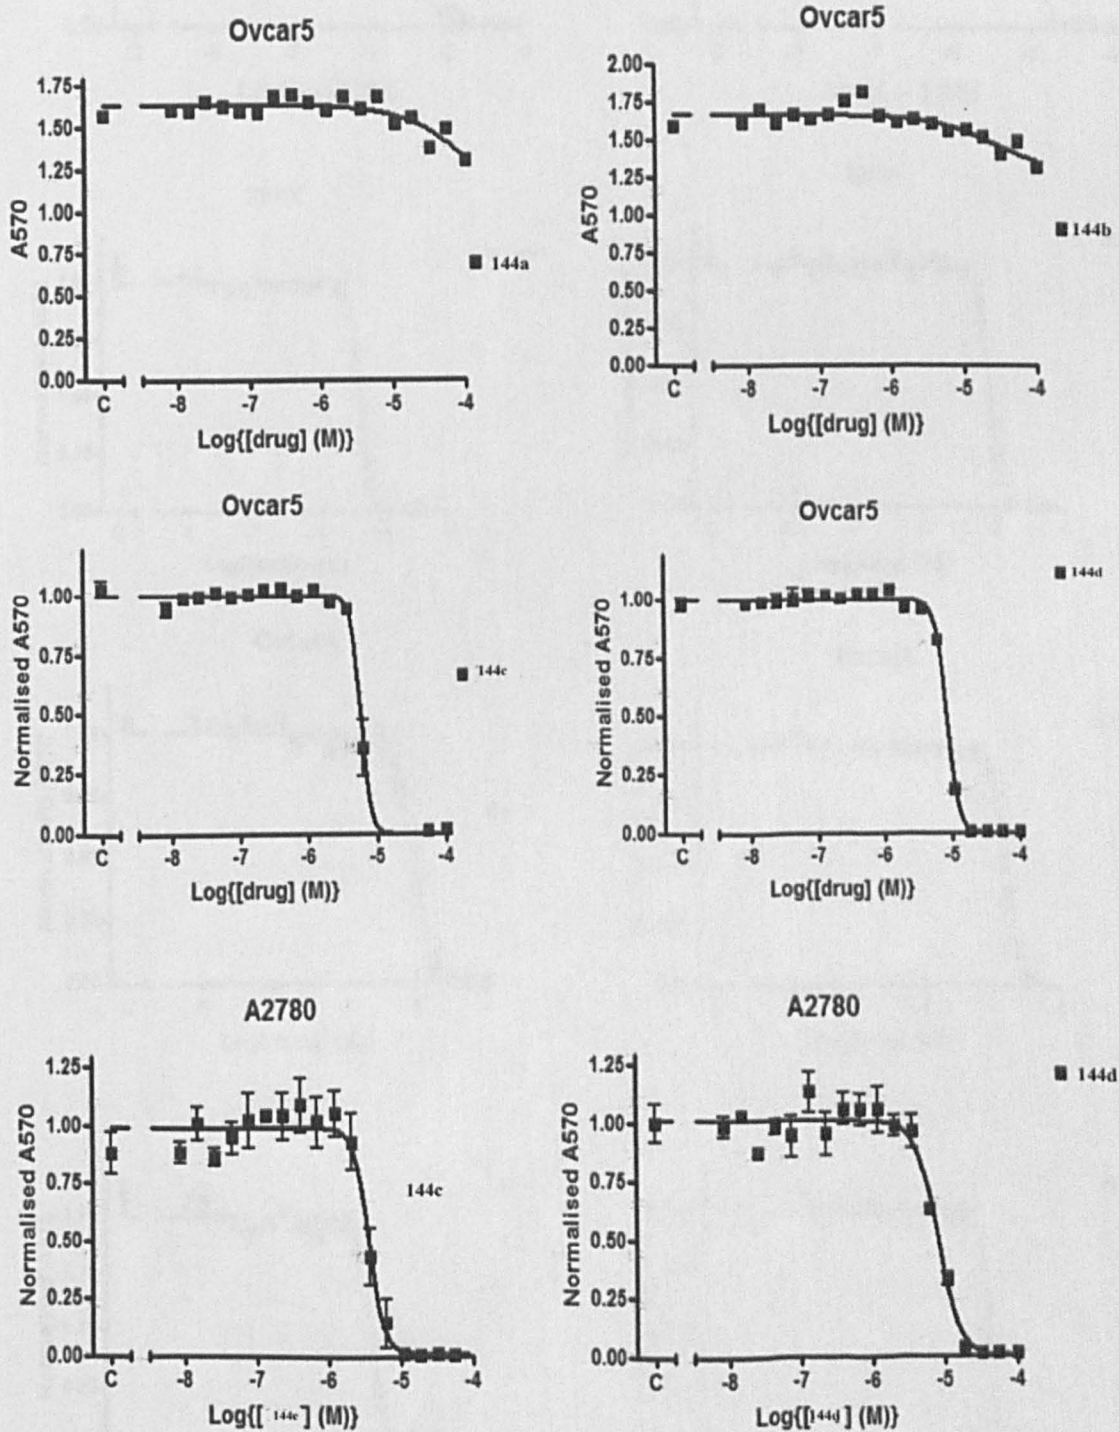 Ovcar5
1.75
1.50
1.25
1.00
0.75
0.50
0.25
0.00
A570
C -8 -7 -6 -5 -4
Log{[drug] (M)}
144a
Ovcar5
2.00
1.75
1.50
1.25
1.00
0.75
0.50
0.25
0.00
A570
C -8 -7 -6 -5 -4
Log{[drug] (M)}
144b
Ovcar5
1.00
0.75
0.50
0.25
0.00
Normalised A570
C -8 -7 -6 -5 -4
Log{[drug] (M)}
144c
Ovcar5
1.00
0.75
0.50
0.25
0.00
Normalised A570
C -8 -7 -6 -5 -4
Log{[drug] (M)}
144d
A2780
1.25
1.00
0.75
0.50
0.25
0.00
Normalised A570
C -8 -7 -6 -5 -4
Log{[144c] (M)}
144c
A2780
1.25
1.00
0.75
0.50
0.25
0.00
Normalised A570
C -8 -7 -6 -5 -4
Log{[144d] (M)}
144d